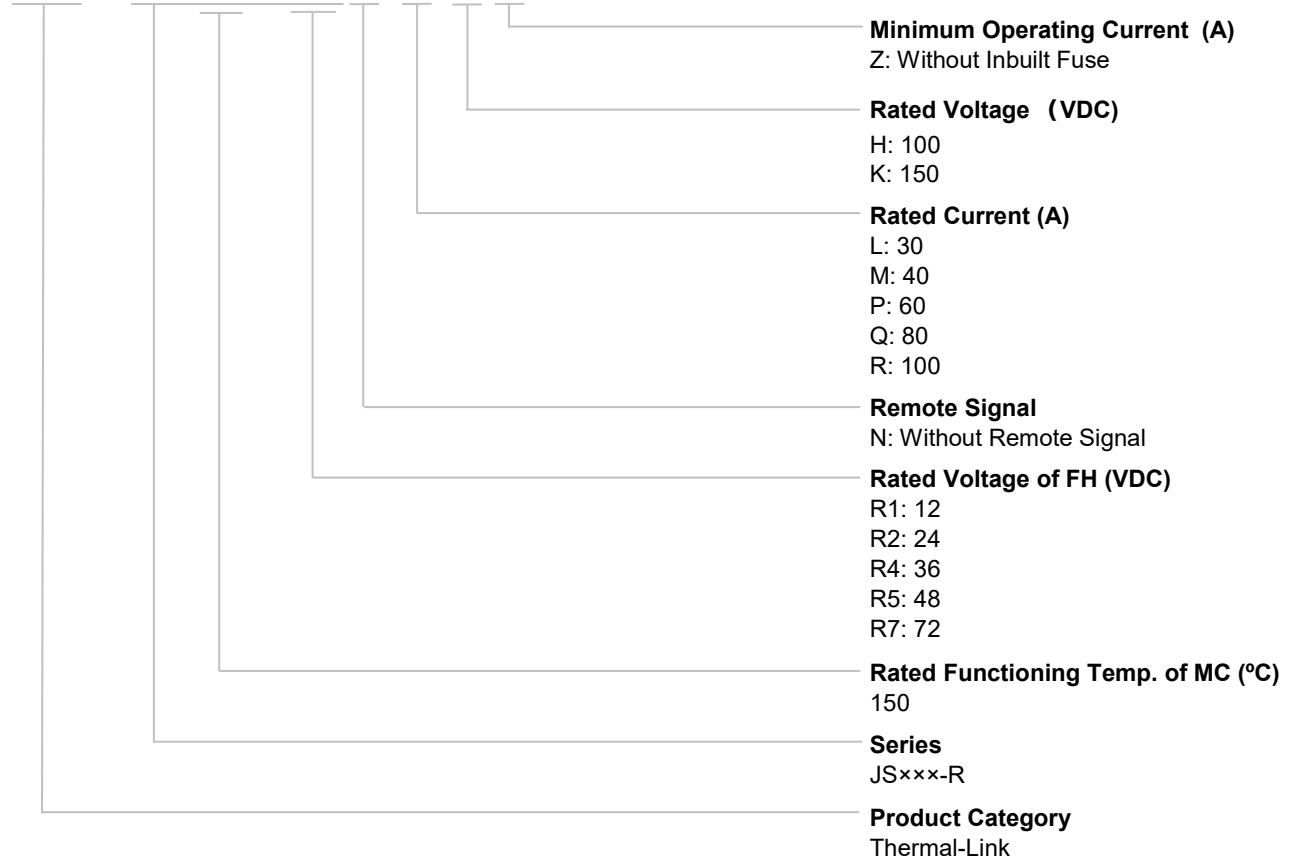 Minimum Operating Current (A)
Z: Without Inbuilt Fuse
Rated Voltage （VDC)
H: 100
K: 150
Rated Current (A)
L: 30
M: 40
P: 60
Q: 80
R: 100
Remote Signal
N: Without Remote Signal
Rated Voltage of FH (VDC)
R1: 12
R2: 24
R4: 36
R5: 48
R7: 72
Rated Functioning Temp. of MC (ºC)
150
Series
JS×××-R
Product Category
Thermal-Link